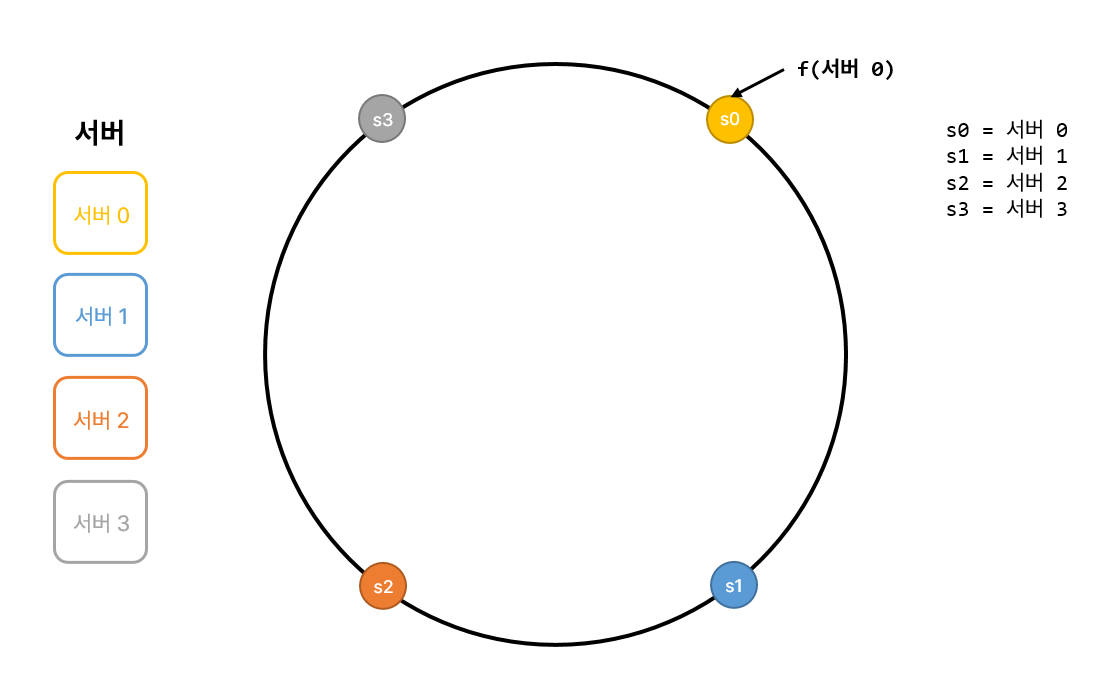 서버
서버 0
서버 1
서버 2
서버 3
s3
s0
s2
s1
f(서버 0)
s0 = 서버 0
s1 = 서버 1
s2 = 서버 2
s3 = 서버 3